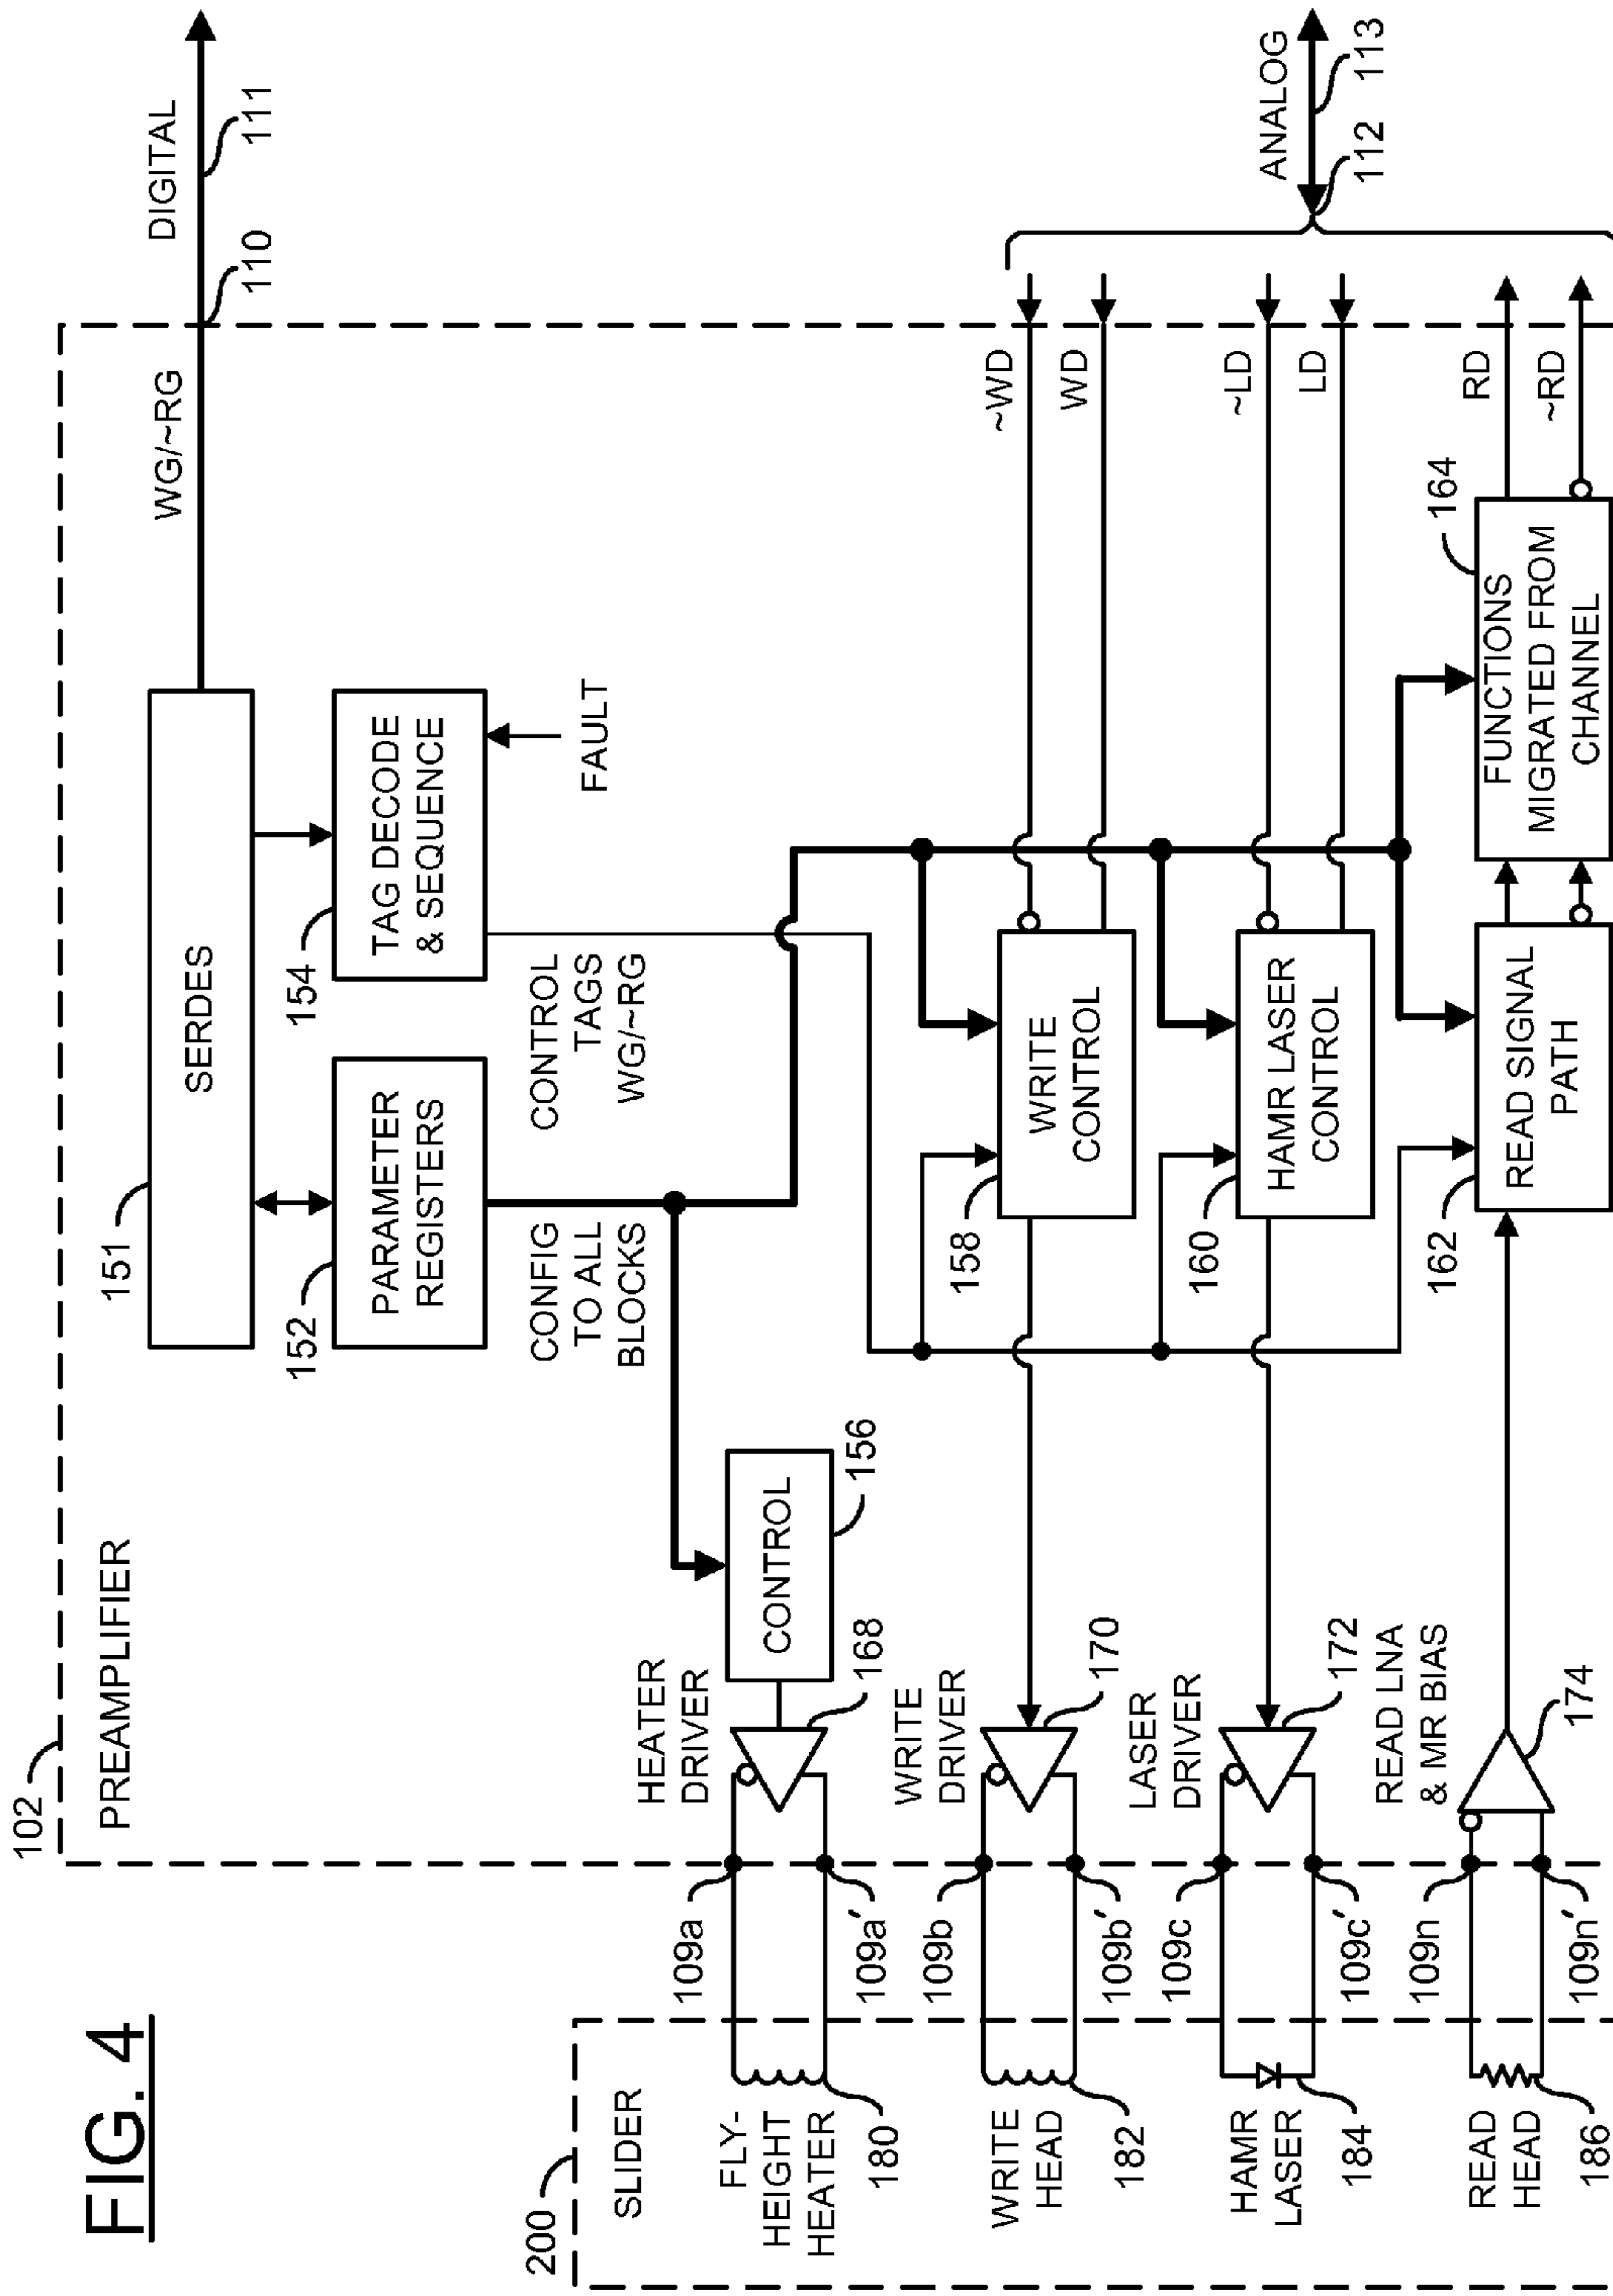 FIG. 4
102
PREAMPLIFIER
DIGITAL
WG/~RG
110
111
151
SERDES
152
PARAMETER
REGISTERS
154
TAG DECODE
& SEQUENCE
FAULT
CONFIG
TO ALL
BLOCKS
CONTROL
TAGS
WG/~RG
200
SLIDER
FLY-
HEIGHT
HEATER
180
109a
109a'
HEATER
DRIVER
168
CONTROL
156
WRITE
HEAD
182
109b
109b'
WRITE
DRIVER
170
158
WRITE
CONTROL
~WD
WD
HAMR
LASER
184
109c
109c'
LASER
DRIVER
172
160
HAMR LASER
CONTROL
~LD
LD
ANALOG
112
113
READ
HEAD
186
109n
109n'
READ LNA
& MR BIAS
174
162
READ SIGNAL
PATH
164
FUNCTIONS
MIGRATED FROM
CHANNEL
RD
~RD